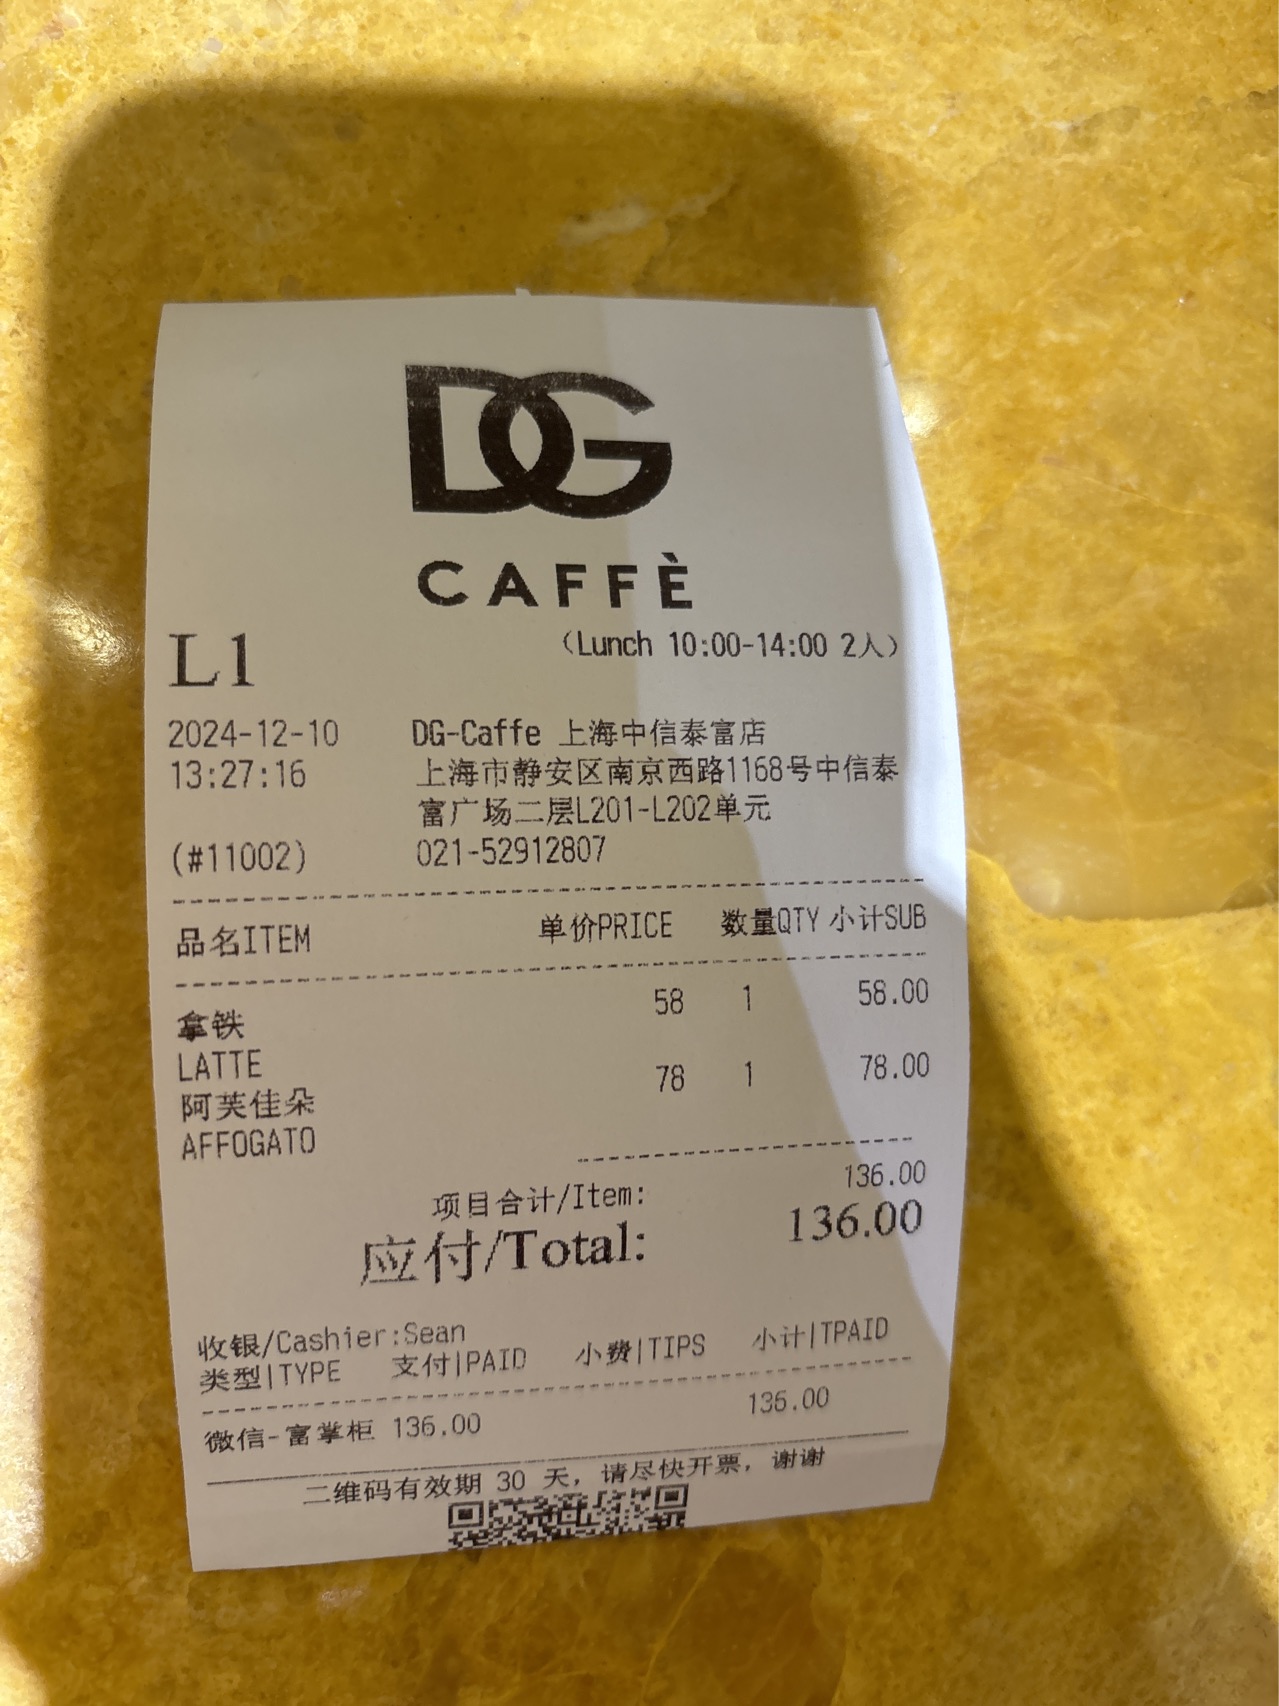 DG
CAFFÈ
L1 （Lunch 10:00-14:00 2人）
2024-12-10 DG-Caffe 上海中信泰富店
13:27:16 上海市静安区南京西路1168号中信泰
富广场二层L201-L202单元
(#11002) 021-52912807
品名ITEM 单价PRICE 数量QTY 小计SUB
拿铁 58 1 58.00
LATTE
阿芙佳朵 78 1 78.00
AFFOGATO
项目合计/Item: 136.00
应付/Total: 136.00
收银/Cashier:Sean
类型|TYPE 支付|PAID 小费|TIPS 小计|TPAID
微信-富掌柜 136.00 136.00
二维码有效期 30 天，请尽快开票，谢谢